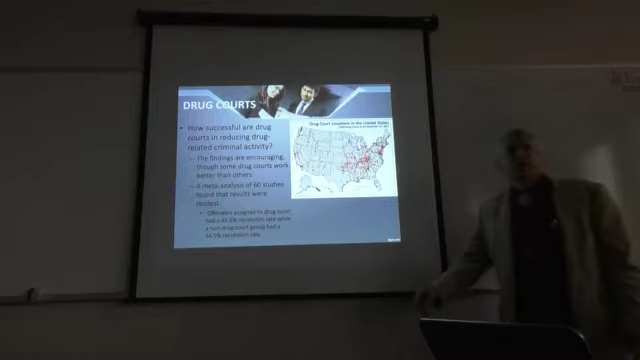 DRUG COURTS
• How successful are drug
courts in reducing drug-
related criminal activity?
– The findings are encouraging,
though some drug courts work
better than others.
– A meta-analysis of 60 studies
found that results were
modest.
• Offenders assigned to drug court
had a 45.5% recidivism rate while
a non-drug court group had a
54.5% recidivism rate.
Drug Court Locations in the United States